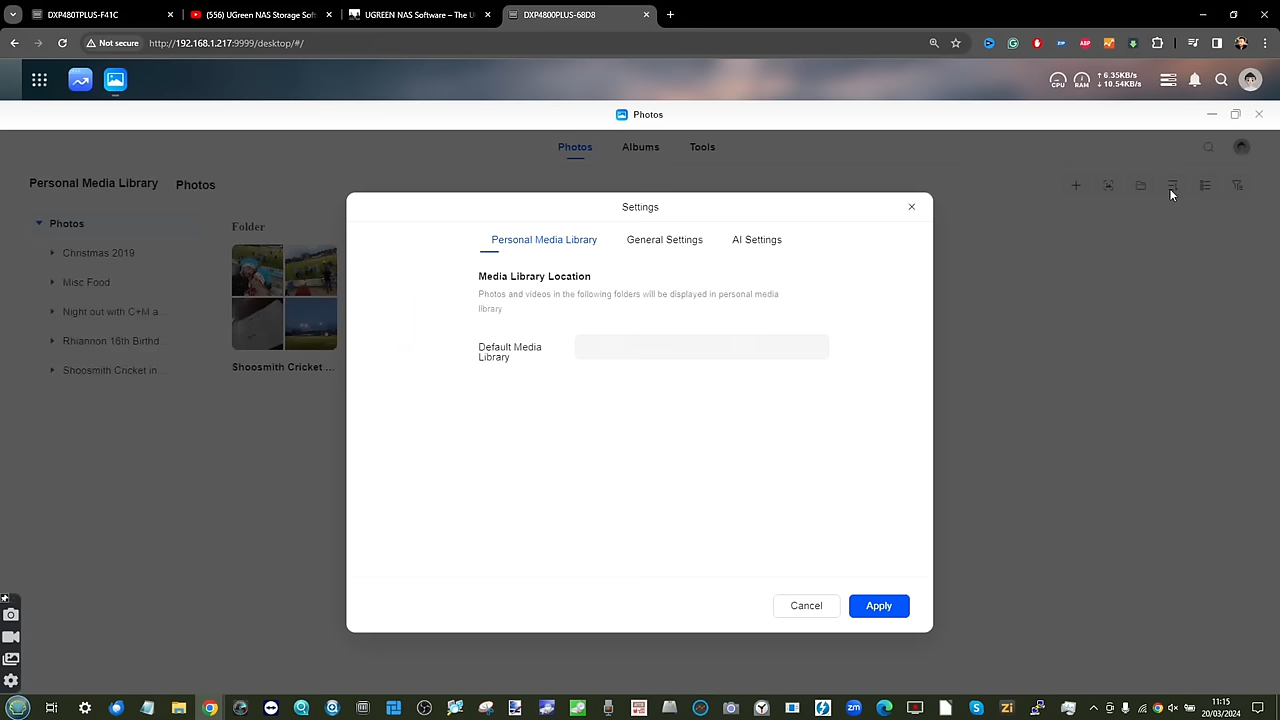 DXP480TPLUS-F41C
(556) UGreen NAS Storage Soft
UGREEN NAS Software – The U
DXP4800PLUS-68D8
Not secure
http://192.168.1.217:9999/desktop/#/
CPU
RAM
↑ 6.35KB/s
↓ 10.54KB/s
Photos
Photos
Albums
Tools
Personal Media Library
Photos
Photos
Christmas 2019
Misc Food
Night out with C+M a...
Rhiannon 16th Birthd...
Shoosmith Cricket in...
Folder
Shoosmith Cricket ...
Settings
Personal Media Library
General Settings
AI Settings
Media Library Location
Photos and videos in the following folders will be displayed in personal media
library
Default Media
Library
Cancel
Apply
11:15
20/03/2024